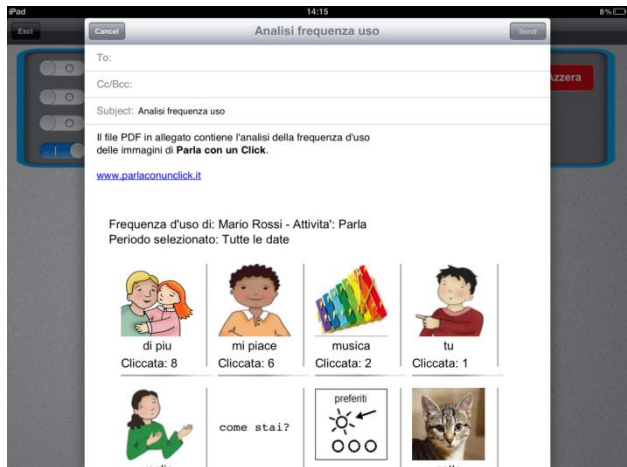 iPad 14:15 8%
Esci
Cancel Analisi frequenza uso Send
Azzera
To:
Cc/Bcc:
Subject: Analisi frequenza uso
Il file PDF in allegato contiene l'analisi della frequenza d'uso
delle immagini di Parla con un Click.
www.parlaconunclick.it
Frequenza d'uso di: Mario Rossi - Attivita': Parla
Periodo selezionato: Tutte le date
di piu mi piace musica tu
Cliccata: 8 Cliccata: 6 Cliccata: 2 Cliccata: 1
preferiti
come stai?